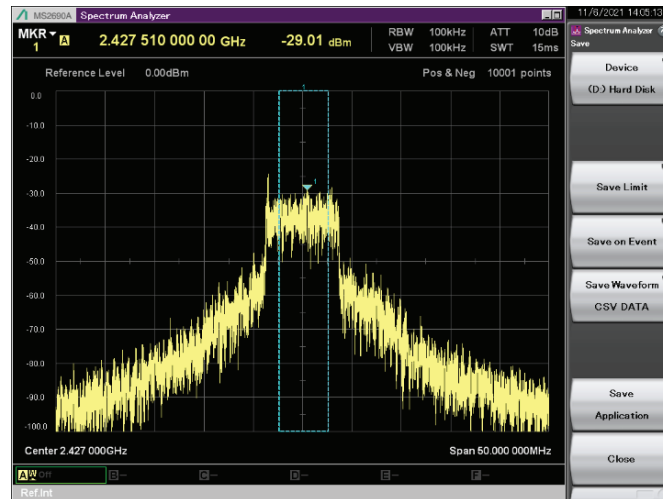 MS2690A Spectrum Analyzer
11/6/2021 14:05:13
MKR 1 A 2.427 510 000 00 GHz -29.01 dBm
RBW 100kHz ATT 10dB
VBW 100kHz SWT 15ms
Reference Level 0.00dBm Pos & Neg 10001 points
1
0.0
-10.0
-20.0
-30.0
-40.0
-50.0
-60.0
-70.0
-80.0
-90.0
-100.0
1
Center 2.427 000GHz Span 50.000 000MHz
A W Off B- C- D- E- F-
Ref.Int
Spectrum Analyzer
Save
Device
(D:) Hard Disk
Save Limit
Save on Event
Save Waveform
CSV DATA
Save
Application
Close